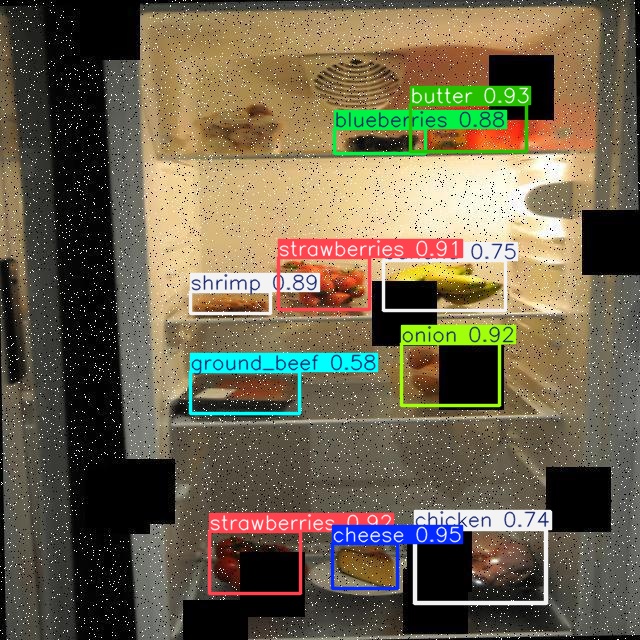 butter 0.93
blueberries 0.88
strawberries 0.91
0.75
shrimp 0.89
onion 0.92
ground_beef 0.58
chicken 0.74
strawberries 0.92
cheese 0.95